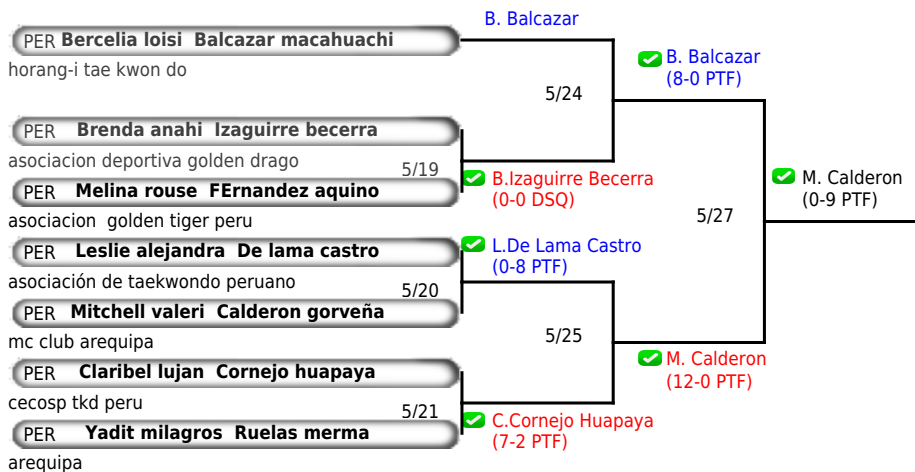 B. Balcazar
PER Bercelia loisi Balcazar macahuachi
horang-i tae kwon do
B. Balcazar
(8-0 PTF)
5/24
PER Brenda anahi Izaguirre becerra
asociacion deportiva golden drago
5/19
B.Izaguirre Becerra
(0-0 DSQ)
PER Melina rouse FErnandez aquino
asociacion golden tiger peru
M. Calderon
(0-9 PTF)
5/27
PER Leslie alejandra De lama castro
asociación de taekwondo peruano
L.De Lama Castro
(0-8 PTF)
5/20
PER Mitchell valeri Calderon gorveña
mc club arequipa
5/25
M. Calderon
(12-0 PTF)
PER Claribel lujan Cornejo huapaya
cecosp tkd peru
5/21
C.Cornejo Huapaya
(7-2 PTF)
PER Yadit milagros Ruelas merma
arequipa